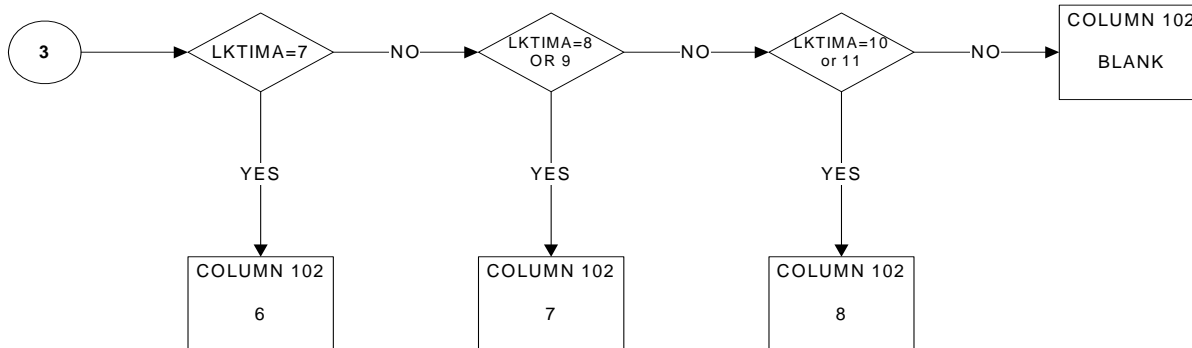 3
LKTIMA=7
NO
LKTIMA=8
OR 9
NO
LKTIMA=10
or 11
NO
COLUMN 102
BLANK
YES
YES
YES
COLUMN 102
6
COLUMN 102
7
COLUMN 102
8